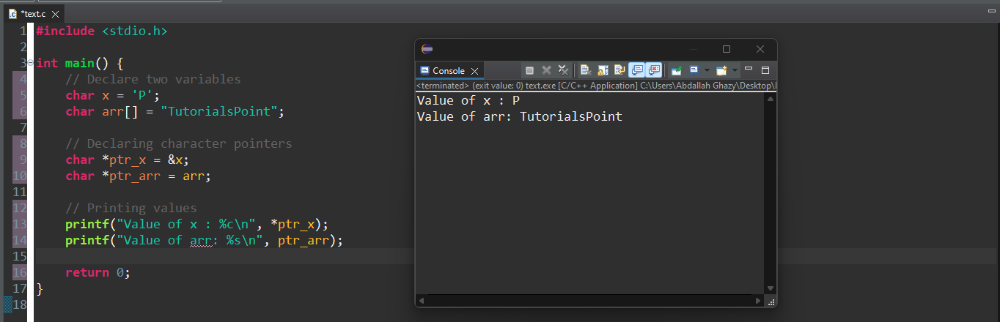 *text.c
1 #include <stdio.h>
2
3 int main() {
4 // Declare two variables
5 char x = 'P';
6 char arr[] = "TutorialsPoint";
7
8 // Declaring character pointers
9 char *ptr_x = &x;
10 char *ptr_arr = arr;
11
12 // Printing values
13 printf("Value of x : %c\n", *ptr_x);
14 printf("Value of arr: %s\n", ptr_arr);
15
16 return 0;
17 }
18
Console
<terminated> (exit value: 0) text.exe [C/C++ Application] C:\Users\Abdallah Ghazy\Desktop\
Value of x : P
Value of arr: TutorialsPoint